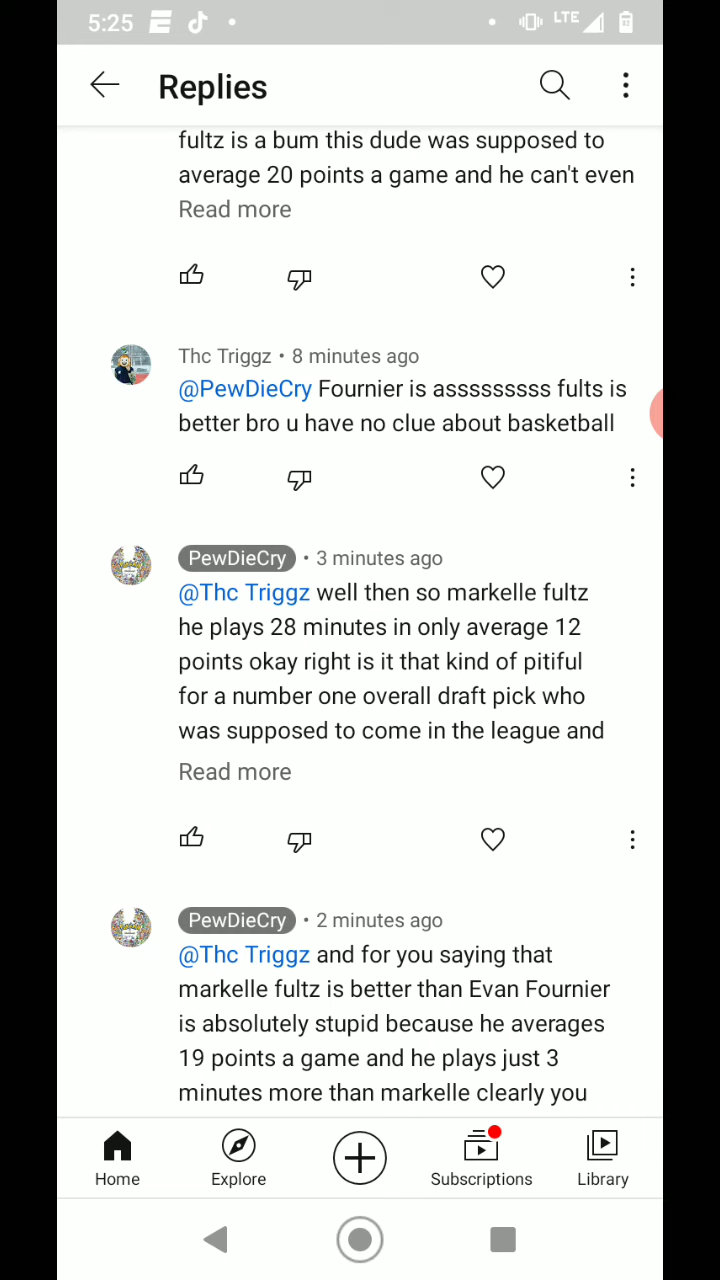 5:25
LTE
Replies
fultz is a bum this dude was supposed to
average 20 points a game and he can't even
Read more
Thc Triggz • 8 minutes ago
@PewDieCry Fournier is asssssssss fults is
better bro u have no clue about basketball
PewDieCry • 3 minutes ago
@Thc Triggz well then so markelle fultz
he plays 28 minutes in only average 12
points okay right is it that kind of pitiful
for a number one overall draft pick who
was supposed to come in the league and
Read more
PewDieCry • 2 minutes ago
@Thc Triggz and for you saying that
markelle fultz is better than Evan Fournier
is absolutely stupid because he averages
19 points a game and he plays just 3
minutes more than markelle clearly you
Home
Explore
Subscriptions
Library